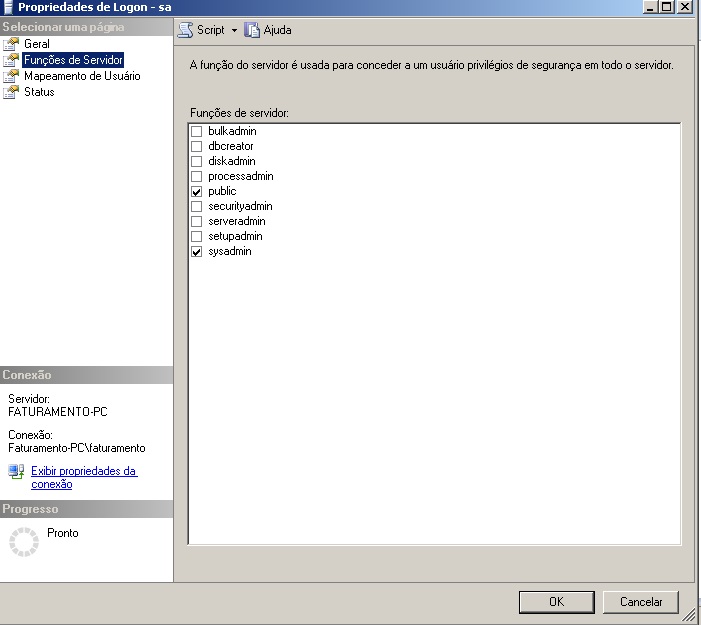 Propriedades de Logon - sa
Selecionar uma página
Geral
Funções de Servidor
Mapeamento de Usuário
Status
Script
Ajuda
A função do servidor é usada para conceder a um usuário privilégios de segurança em todo o servidor.
Funções de servidor:
bulkadmin
dbcreator
diskadmin
processadmin
public
securityadmin
serveradmin
setupadmin
sysadmin
Conexão
Servidor:
FATURAMENTO-PC
Conexão:
Faturamento-PC\faturamento
Exibir propriedades da
conexão
Progresso
Pronto
OK
Cancelar